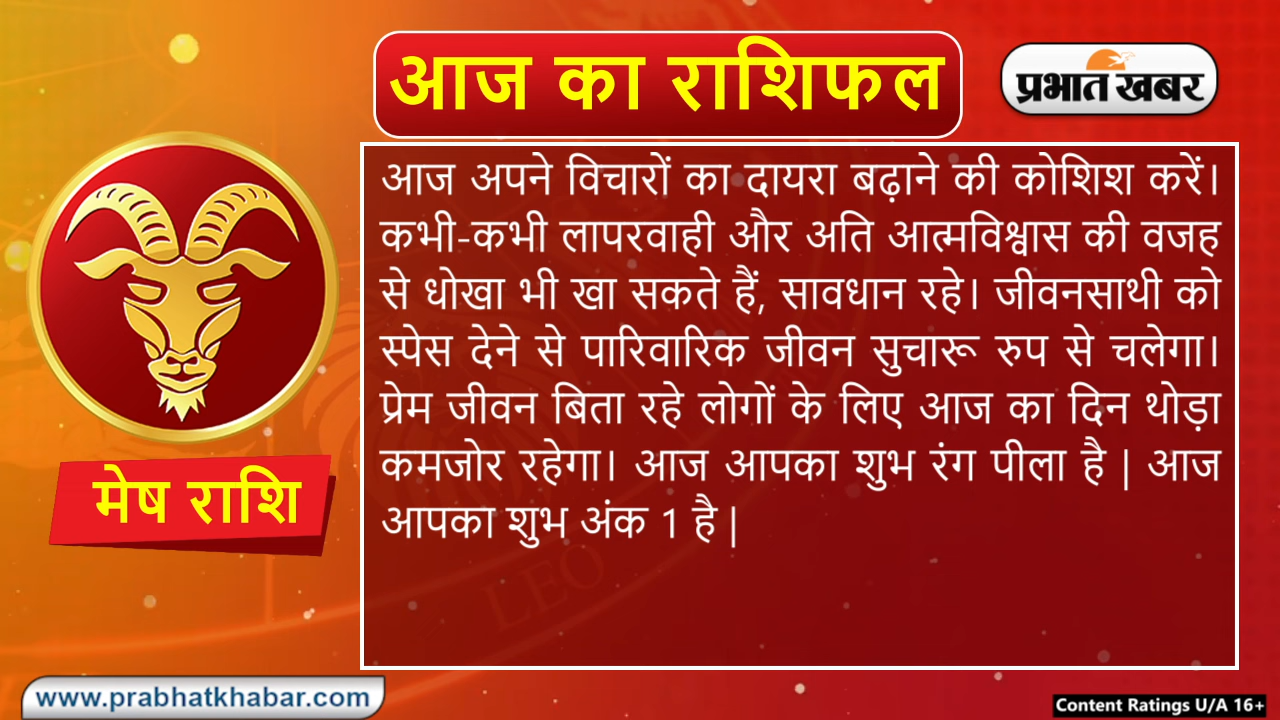 आज का राशिफल
प्रभात खबर
आज अपने विचारों का दायरा बढ़ाने की कोशिश करें।
कभी-कभी लापरवाही और अति आत्मविश्वास की वजह
से धोखा भी खा सकते हैं, सावधान रहे। जीवनसाथी को
स्पेस देने से पारिवारिक जीवन सुचारू रुप से चलेगा।
प्रेम जीवन बिता रहे लोगों के लिए आज का दिन थोड़ा
कमजोर रहेगा। आज आपका शुभ रंग पीला है | आज
आपका शुभ अंक 1 है |
मेष राशि
LEO
www.prabhatkhabar.com
Content Ratings U/A 16+